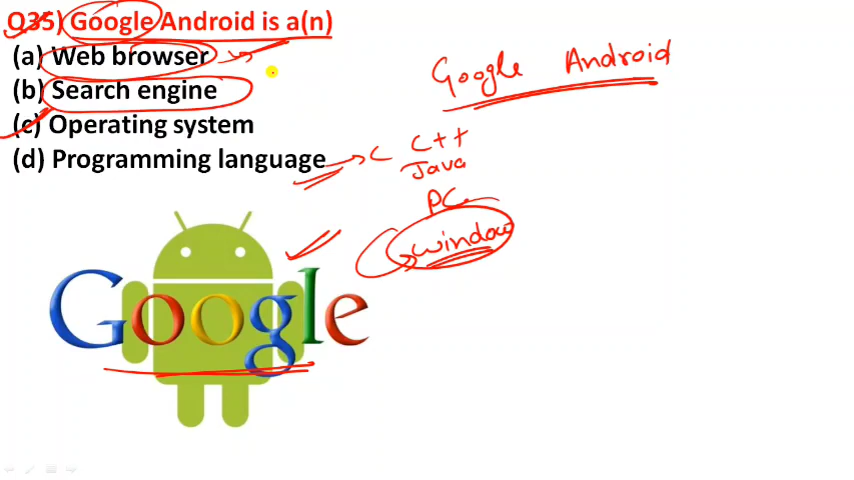 Q35) Google Android is a(n)
(a) Web browser
(b) Search engine
(c) Operating system
(d) Programming language
Google Android
C C++
Java
PC
window
Google